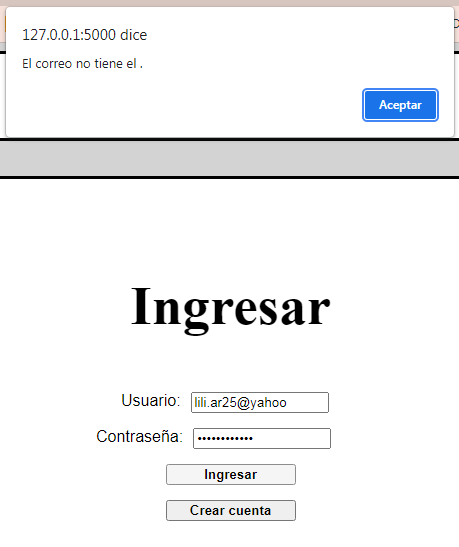 127.0.0.1:5000 dice
El correo no tiene el .
Aceptar
Ingresar
Usuario: lili.ar25@yahoo
Contraseña: ••••••••••••
Ingresar
Crear cuenta